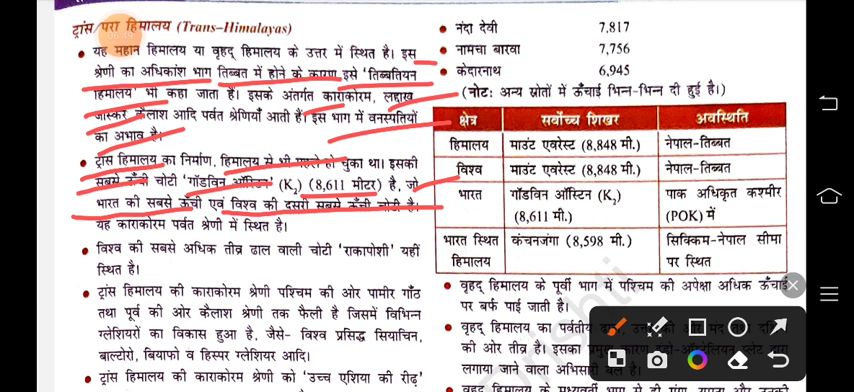 ट्रांस/परा हिमालय (Trans-Himalayas)
• यह महान हिमालय या वृहद् हिमालय के उत्तर में स्थित है। इस
श्रेणी का अधिकांश भाग तिब्बत में होने के कारण इसे 'तिब्बतियन
हिमालय' भी कहा जाता है। इसके अंतर्गत काराकोरम, लद्दाख
जास्कर कैलाश आदि पर्वत श्रेणियाँ आती हैं। इस भाग में वनस्पतियों
का अभाव है।
• ट्रांस हिमालय का निर्माण, हिमालय से भी पहले हो चुका था। इसकी
सबसे ऊँची चोटी 'गॉडविन ऑस्टिन' (K₂) (8,611 मीटर) है, जो
भारत की सबसे ऊँची एवं विश्व की दूसरी सबसे ऊँची चोटी है।
यह काराकोरम पर्वत श्रेणी में स्थित है।
• विश्व की सबसे अधिक तीव्र ढाल वाली चोटी 'राकापोशी' यहीं
स्थित है।
• ट्रांस हिमालय की काराकोरम श्रेणी पश्चिम की ओर पामीर गाँठ
तथा पूर्व की ओर कैलाश श्रेणी तक फैली है जिसमें विभिन्न
ग्लेशियरों का विकास हुआ है, जैसे- विश्व प्रसिद्ध सियाचिन,
बाल्टोरो, बियाफो व हिस्पर ग्लेशियर आदि।
• ट्रांस हिमालय की काराकोरम श्रेणी को 'उच्च एशिया की रीढ़'
• नंदा देवी 7,817
• नामचा बारवा 7,756
• केदारनाथ 6,945
(नोट: अन्य स्रोतों में ऊँचाई भिन्न-भिन्न दी हुई है।)
क्षेत्र सर्वोच्च शिखर अवस्थिति
हिमालय माउंट एवरेस्ट (8,848 मी.) नेपाल-तिब्बत
विश्व माउंट एवरेस्ट (8,848 मी.) नेपाल-तिब्बत
भारत गॉडविन ऑस्टिन (K₂) पाक अधिकृत कश्मीर
(8,611 मी.) (POK) में
भारत स्थित कंचनजंगा (8,598 मी.) सिक्किम-नेपाल सीमा
हिमालय पर स्थित
• वृहद् हिमालय के पूर्वी भाग में पश्चिम की अपेक्षा अधिक ऊँचाई
पर बर्फ पाई जाती है।
• वृहद् हिमालय का पर्वतीय
की ओर तीव्र है। इसका
लगाया जाने वाला